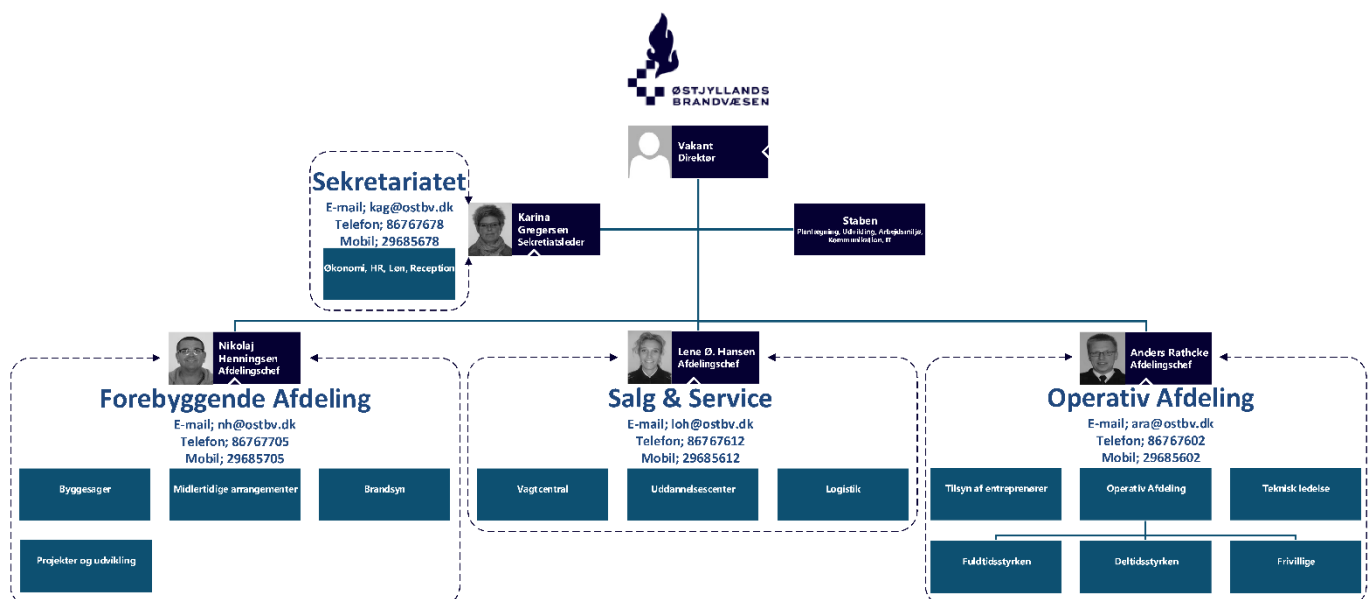 ØSTJYLLANDS
BRANDVÆSEN
Vakant
Direktør
Sekretariatet
E-mail; kag@ostbv.dk
Telefon; 86767678
Mobil; 29685678
Økonomi, HR, Løn, Reception
Karina
Gregersen
Sekretiatsleder
Staben
Planlægning, Udvikling, Arbejdsmiljø,
Kommunikation, IT
Nikolaj
Henningsen
Afdelingschef
Forebyggende Afdeling
E-mail; nh@ostbv.dk
Telefon; 86767705
Mobil; 29685705
Byggesager
Midlertidige arrangementer
Brandsyn
Projekter og udvikling
Lene Ø. Hansen
Afdelingschef
Salg & Service
E-mail; loh@ostbv.dk
Telefon; 86767612
Mobil; 29685612
Vagtcentral
Uddannelsescenter
Logistik
Anders Rathcke
Afdelingschef
Operativ Afdeling
E-mail; ara@ostbv.dk
Telefon; 86767602
Mobil; 29685602
Tilsyn af entreprenører
Operativ Afdeling
Teknisk ledelse
Fuldtidsstyrken
Deltidsstyrken
Frivillige